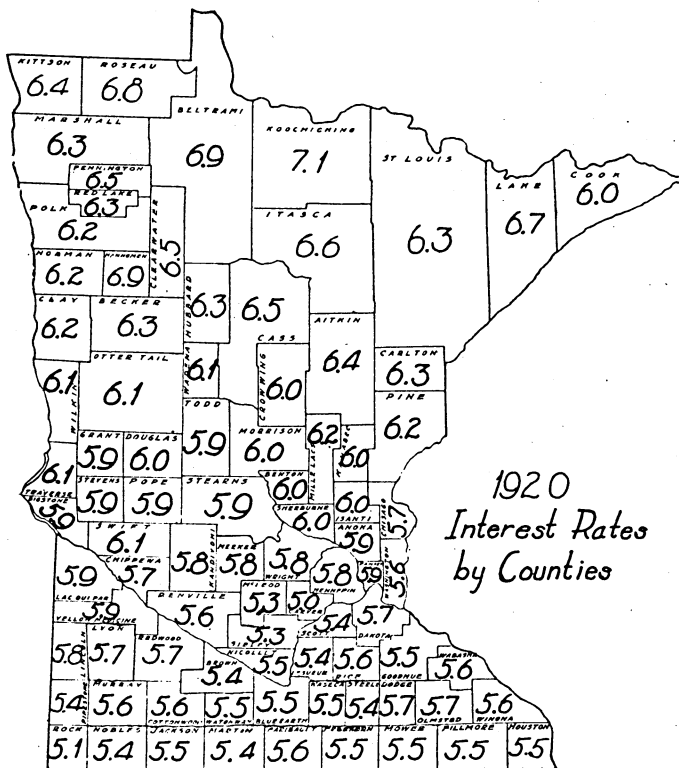 KITTSON
6.4
ROSEAU
6.8
BELTRAMI
6.9
KOOCHICHING
7.1
ST LOUIS
6.3
LAKE
6.7
COOK
6.0
MARSHALL
6.3
PENNINGTON
6.5
RED LAKE
6.3
POLK
6.2
CLEARWATER
6.5
ITASCA
6.6
NORMAN
6.2
MAHNOMEN
6.9
HUBBARD
6.3
6.5
CASS
CLAY
6.2
BECKER
6.3
AITKIN
6.4
CARLTON
6.3
WILKIN
6.1
OTTER TAIL
6.1
WADENA
6.1
CROW WING
6.0
PINE
6.2
TODD
5.9
MORRISON
6.0
MILLE LACS
6.2
6.0
GRANT
5.9
DOUGLAS
6.0
6.1
TRAVERSE
STEVENS
5.9
POPE
5.9
STEARNS
5.9
BENTON
6.0
SHERBURNE
6.0
6.0
ISANTI
CHISAGO
5.7
BIGSTONE
5.9
SWIFT
6.1
KANDIYOHI
5.8
MEEKER
5.8
5.8
WRIGHT
ANOKA
5.9
5.8
HENNEPIN
5.9
WASHINGTON
5.6
5.9
LAC QUI PAR
CHIPPEWA
5.7
RENVILLE
5.6
McLEOD
5.3
5.0
CARVER
5.4
SCOTT
5.7
DAKOTA
5.9
YELLOW MEDICINE
5.3
SIBLEY
5.8
LINCOLN
LYON
5.7
REDWOOD
5.7
BROWN
5.4
NICOLLET
5.5
5.4
LE SUEUR
5.6
RICE
5.5
GOODHUE
WABASHA
5.6
5.4
PIPESTONE
MURRAY
5.6
5.6
COTTONWOOD
5.5
WATONWAN
5.5
BLUE EARTH
WASECA
5.5
STEELE
5.4
DODGE
5.7
5.7
OLMSTED
5.6
WINONA
ROCK
5.1
NOBLES
5.4
JACKSON
5.5
MARTIN
5.4
FARIBAULT
5.6
FREEBORN
5.5
MOWER
5.5
FILLMORE
5.5
HOUSTON
5.5
1920
Interest Rates
by Counties